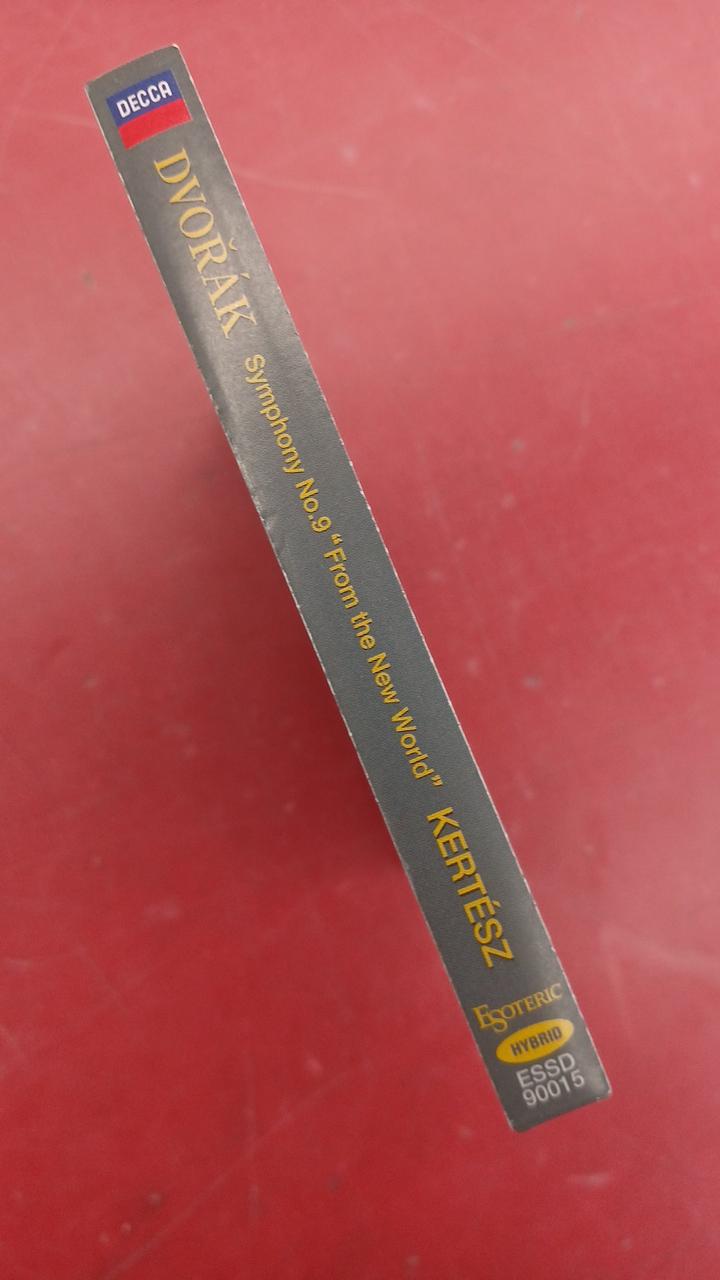 DECCA
DVOŘÁK Symphony No.9 “From the New World” KERTÉSZ
ESOTERIC
HYBRID
ESSD
90015